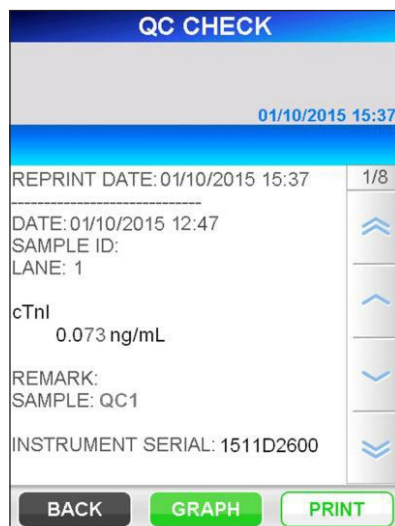 QC CHECK
01/10/2015 15:37
REPRINT DATE: 01/10/2015 15:37
1/8
------------------------------
DATE: 01/10/2015 12:47
SAMPLE ID:
LANE: 1
cTnI
0.073 ng/mL
REMARK:
SAMPLE: QC1
INSTRUMENT SERIAL: 1511D2600
BACK
GRAPH
PRINT